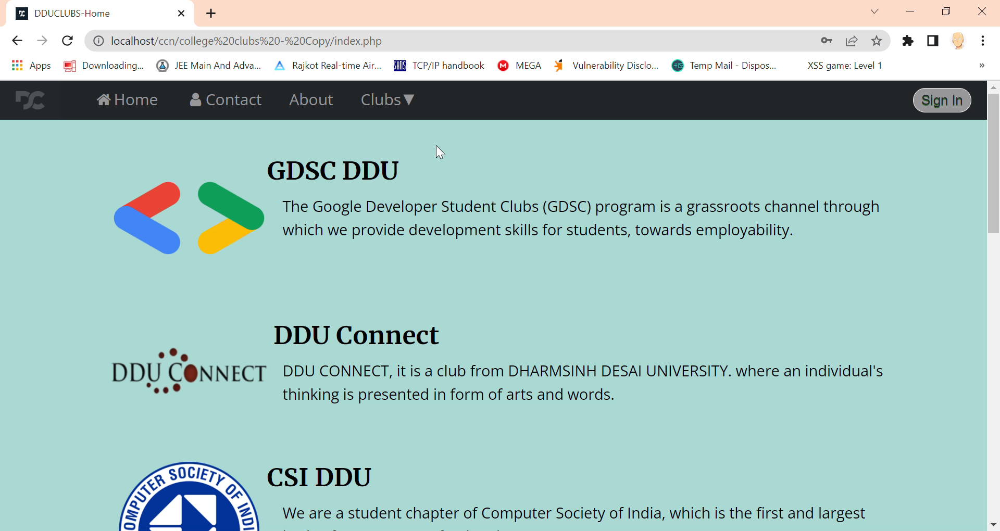 DDUCLUBS-Home
localhost/ccn/college%20clubs%20-%20Copy/index.php
Apps Downloading... JEE Main And Adva... Rajkot Real-time Air... SANS TCP/IP handbook M MEGA Vulnerability Disclo... Temp Mail - Dispos... XSS game: Level 1 »
DC Home Contact About Clubs▼ Sign In
GDSC DDU
The Google Developer Student Clubs (GDSC) program is a grassroots channel through
which we provide development skills for students, towards employability.
DDU Connect
DDU CONNECT
DDU CONNECT, it is a club from DHARMSINH DESAI UNIVERSITY. where an individual's
thinking is presented in form of arts and words.
CSI DDU
COMPUTER SOCIETY OF INDI
We are a student chapter of Computer Society of India, which is the first and largest